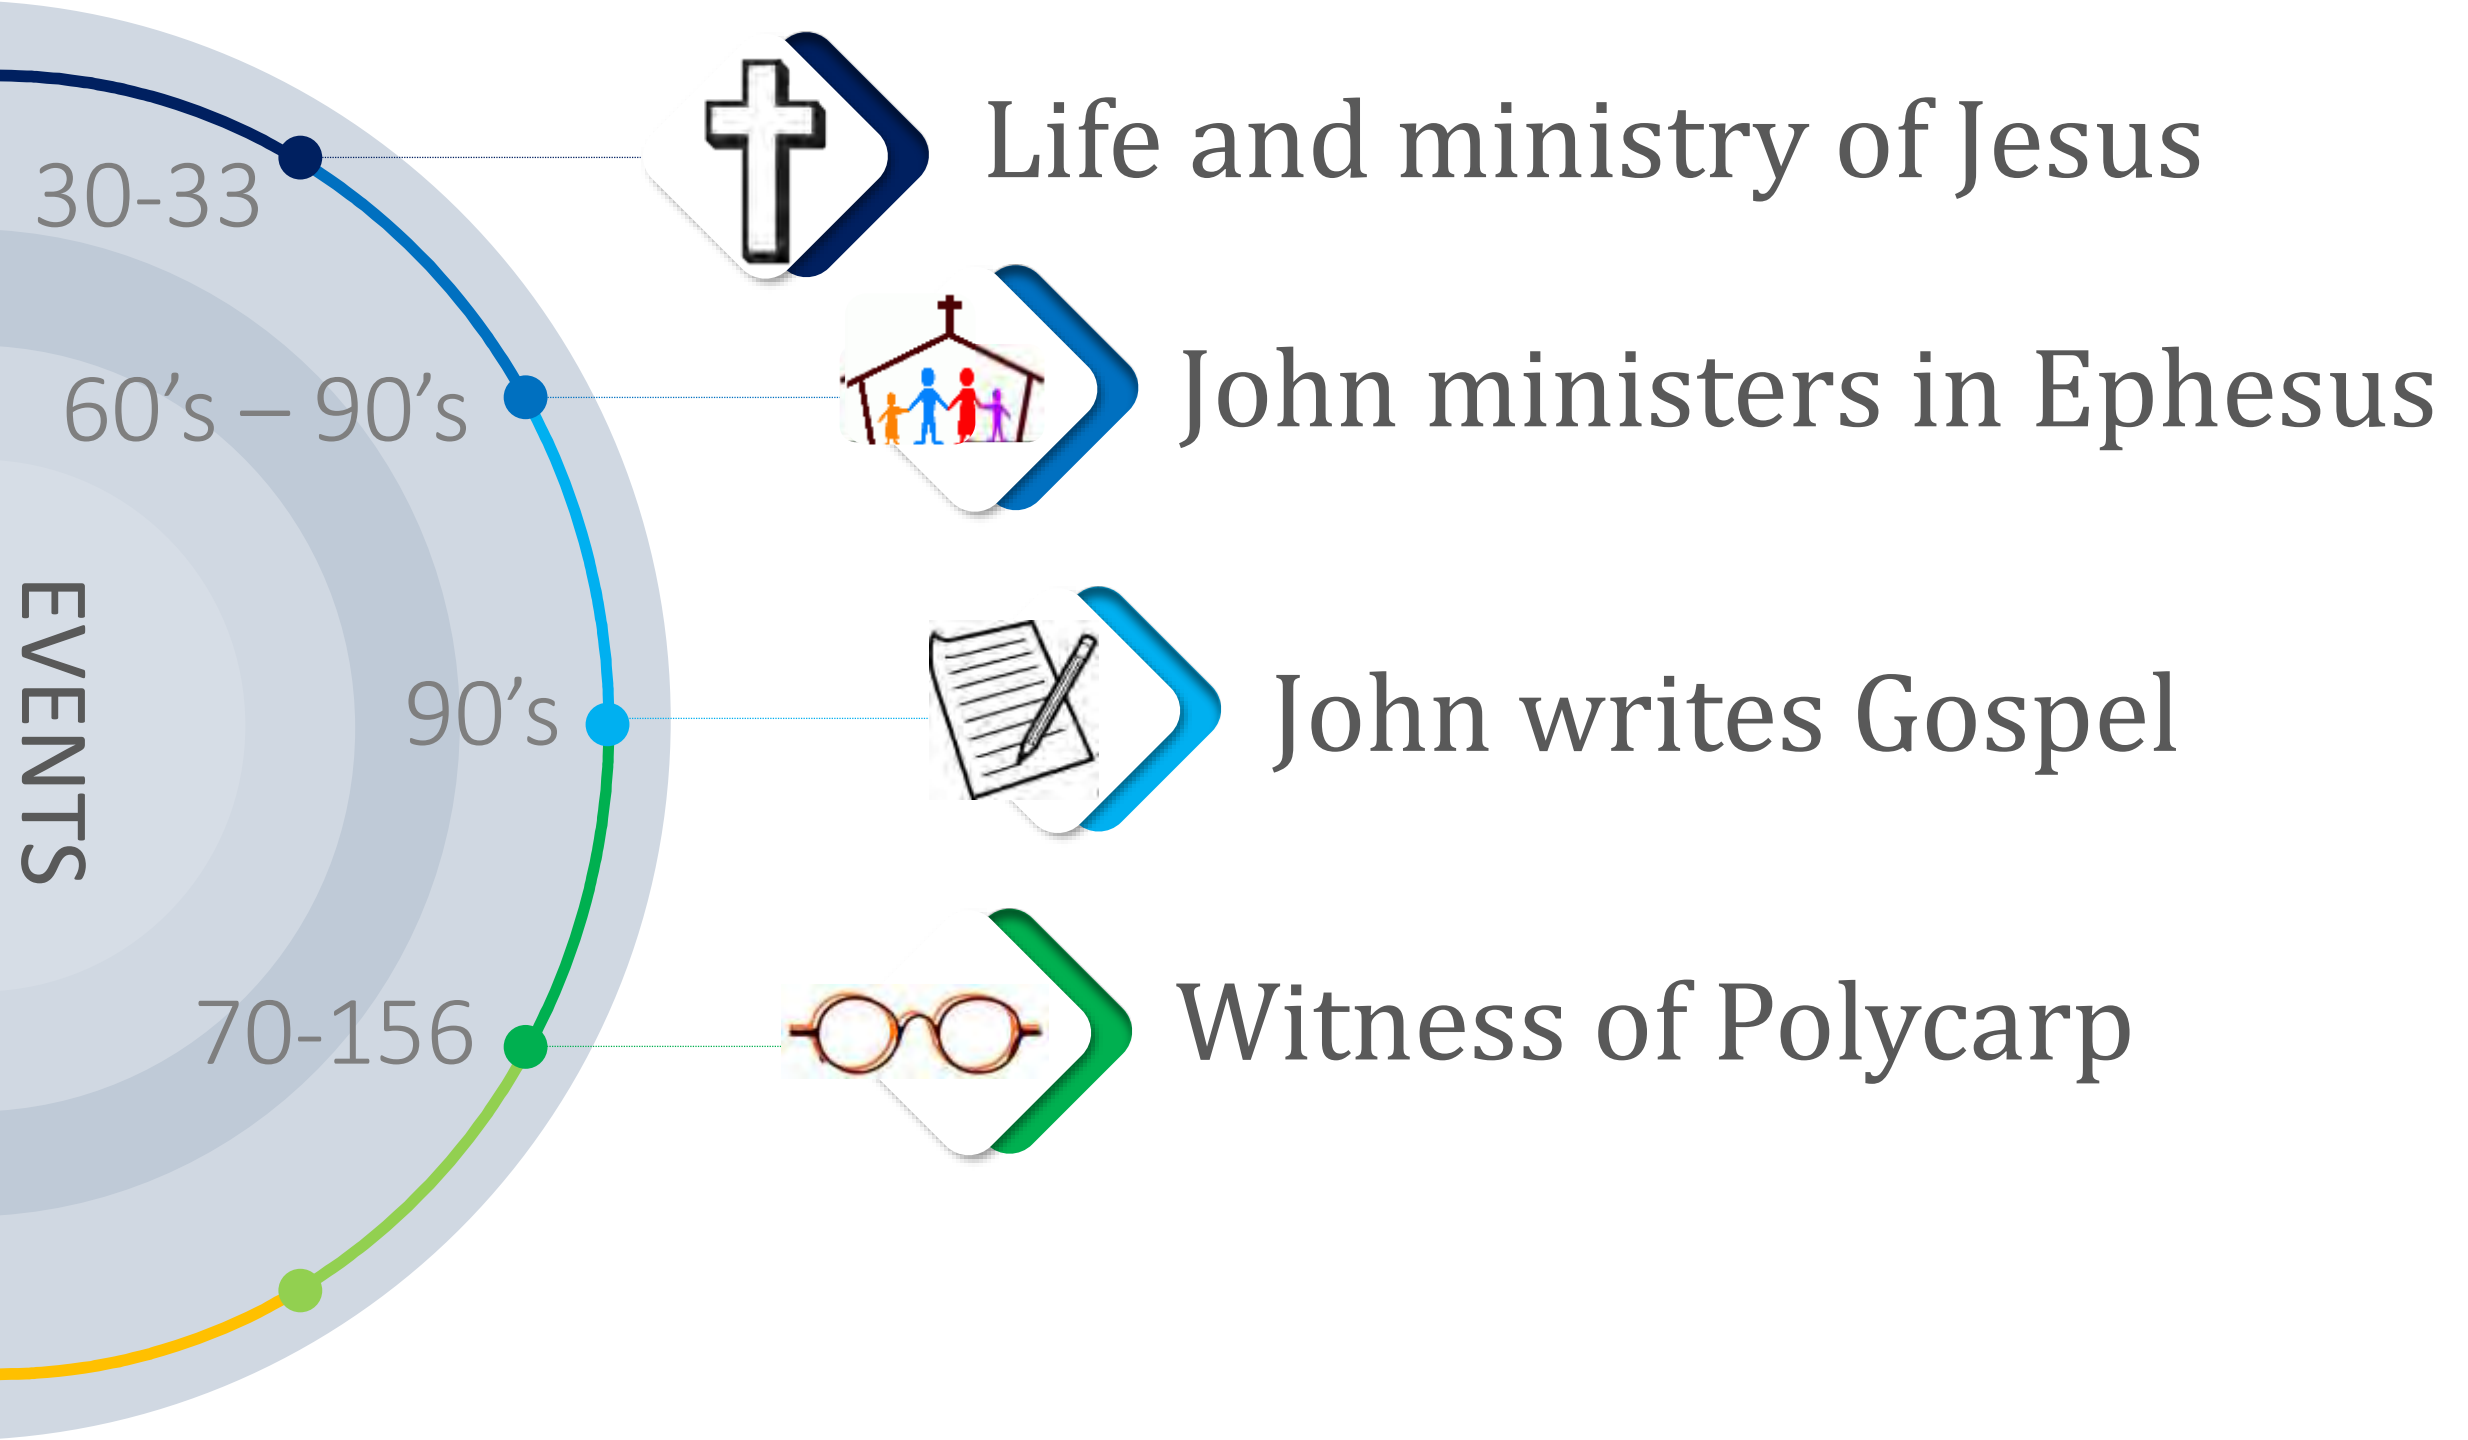 30-33
Life and ministry of Jesus
60’s – 90’s
John ministers in Ephesus
EVENTS
90’s
John writes Gospel
70-156
Witness of Polycarp